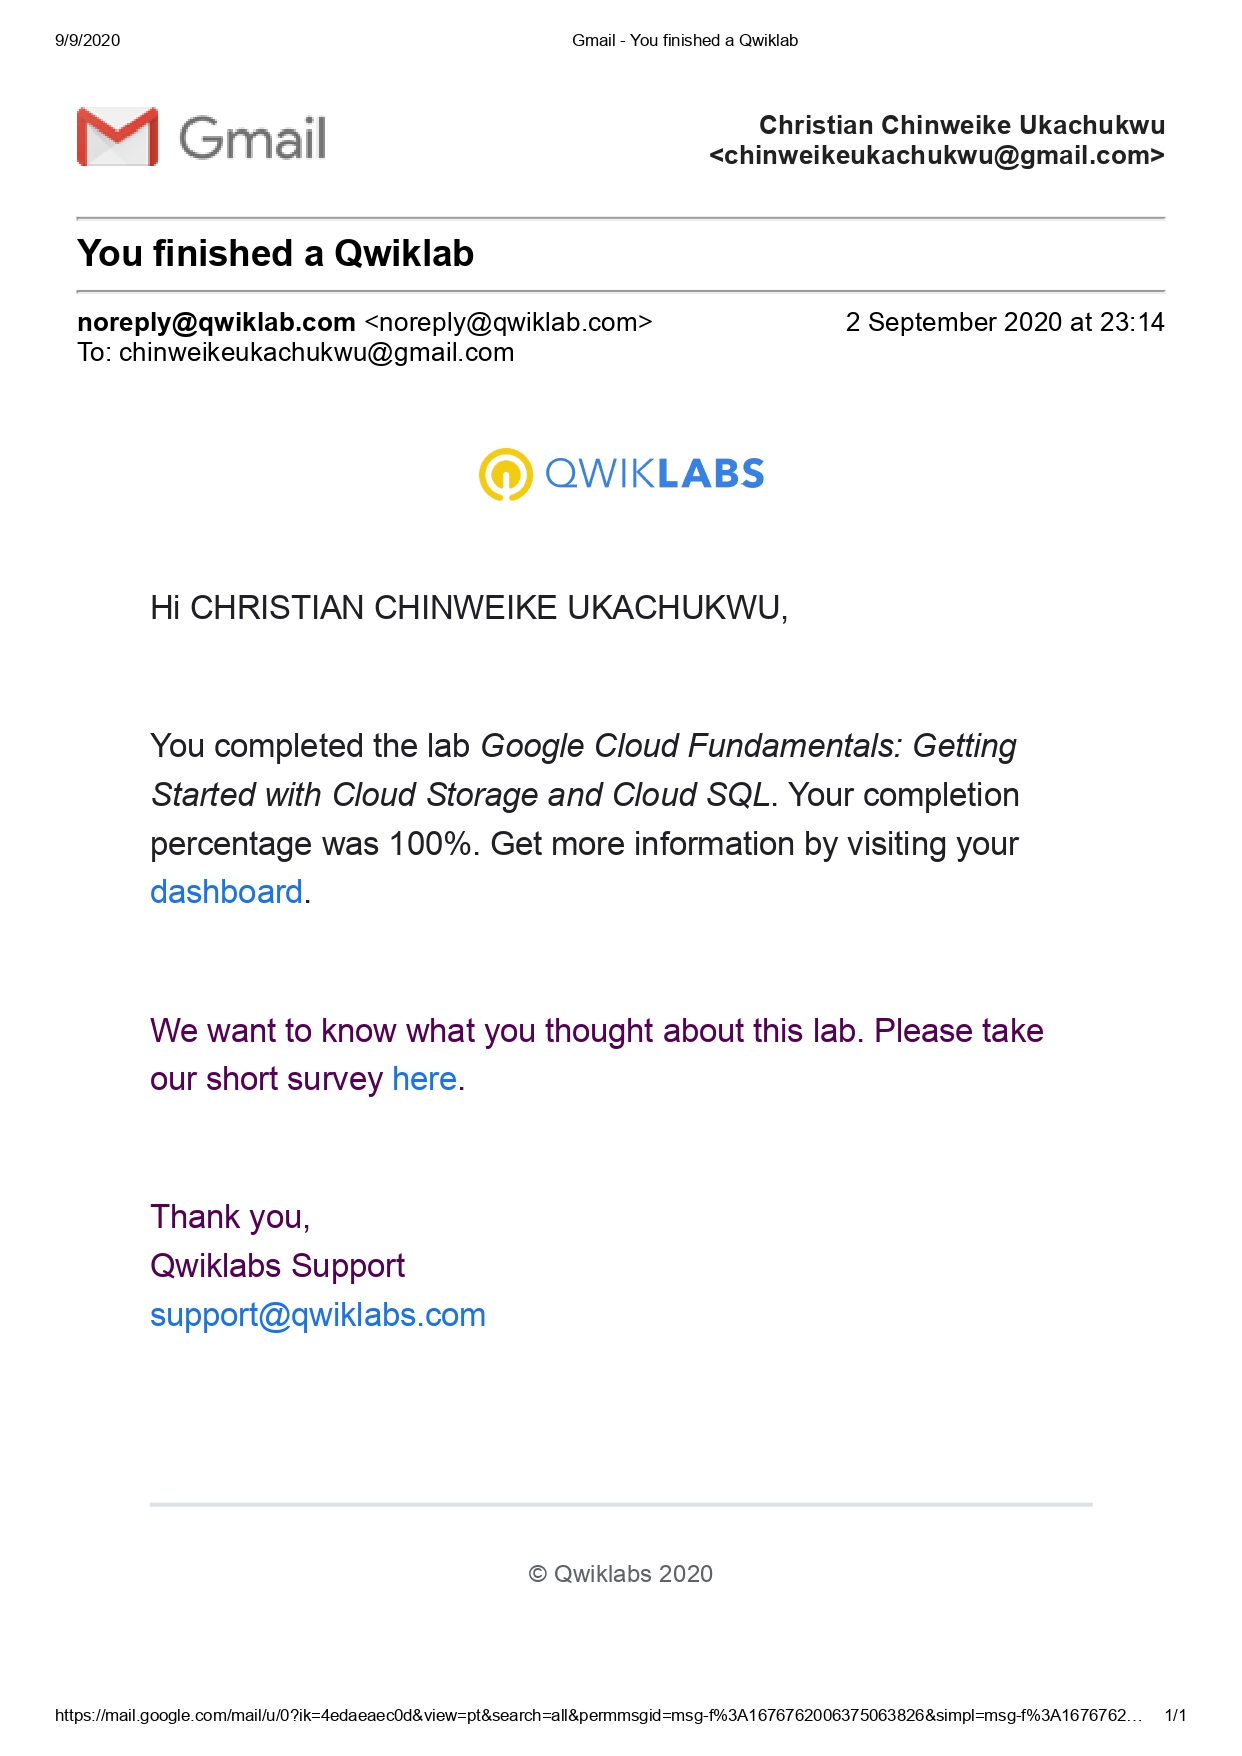 9/9/2020 Gmail - You finished a Qwiklab
Gmail
Christian Chinweike Ukachukwu
<chinweikeukachukwu@gmail.com>
You finished a Qwiklab
noreply@qwiklab.com <noreply@qwiklab.com> 2 September 2020 at 23:14
To: chinweikeukachukwu@gmail.com
QWIKLABS
Hi CHRISTIAN CHINWEIKE UKACHUKWU,
You completed the lab Google Cloud Fundamentals: Getting
Started with Cloud Storage and Cloud SQL. Your completion
percentage was 100%. Get more information by visiting your
dashboard.
We want to know what you thought about this lab. Please take
our short survey here.
Thank you,
Qwiklabs Support
support@qwiklabs.com
© Qwiklabs 2020
https://mail.google.com/mail/u/0?ik=4edaeaec0d&view=pt&search=all&permmsgid=msg-f%3A1676762006375063826&simpl=msg-f%3A1676762… 1/1